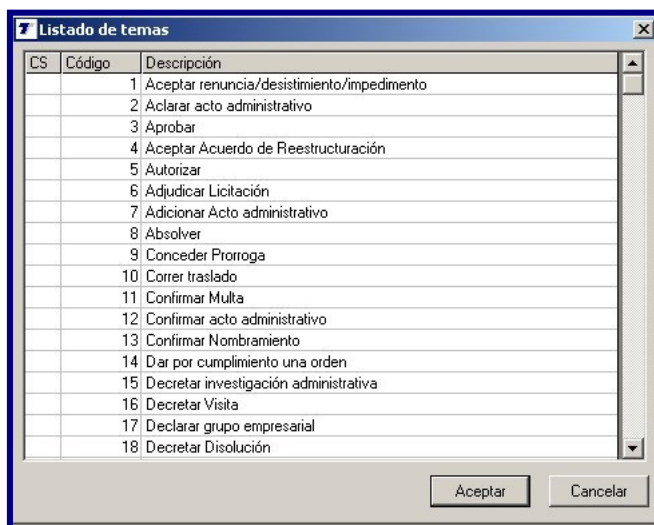 Listado de temas
CS Código Descripción
1 Aceptar renuncia/desistimiento/impedimento
2 Aclarar acto administrativo
3 Aprobar
4 Aceptar Acuerdo de Reestructuración
5 Autorizar
6 Adjudicar Licitación
7 Adicionar Acto administrativo
8 Absolver
9 Conceder Prorroga
10 Correr traslado
11 Confirmar Multa
12 Confirmar acto administrativo
13 Confirmar Nombramiento
14 Dar por cumplimiento una orden
15 Decretar investigación administrativa
16 Decretar Visita
17 Declarar grupo empresarial
18 Decretar Disolución
Aceptar Cancelar